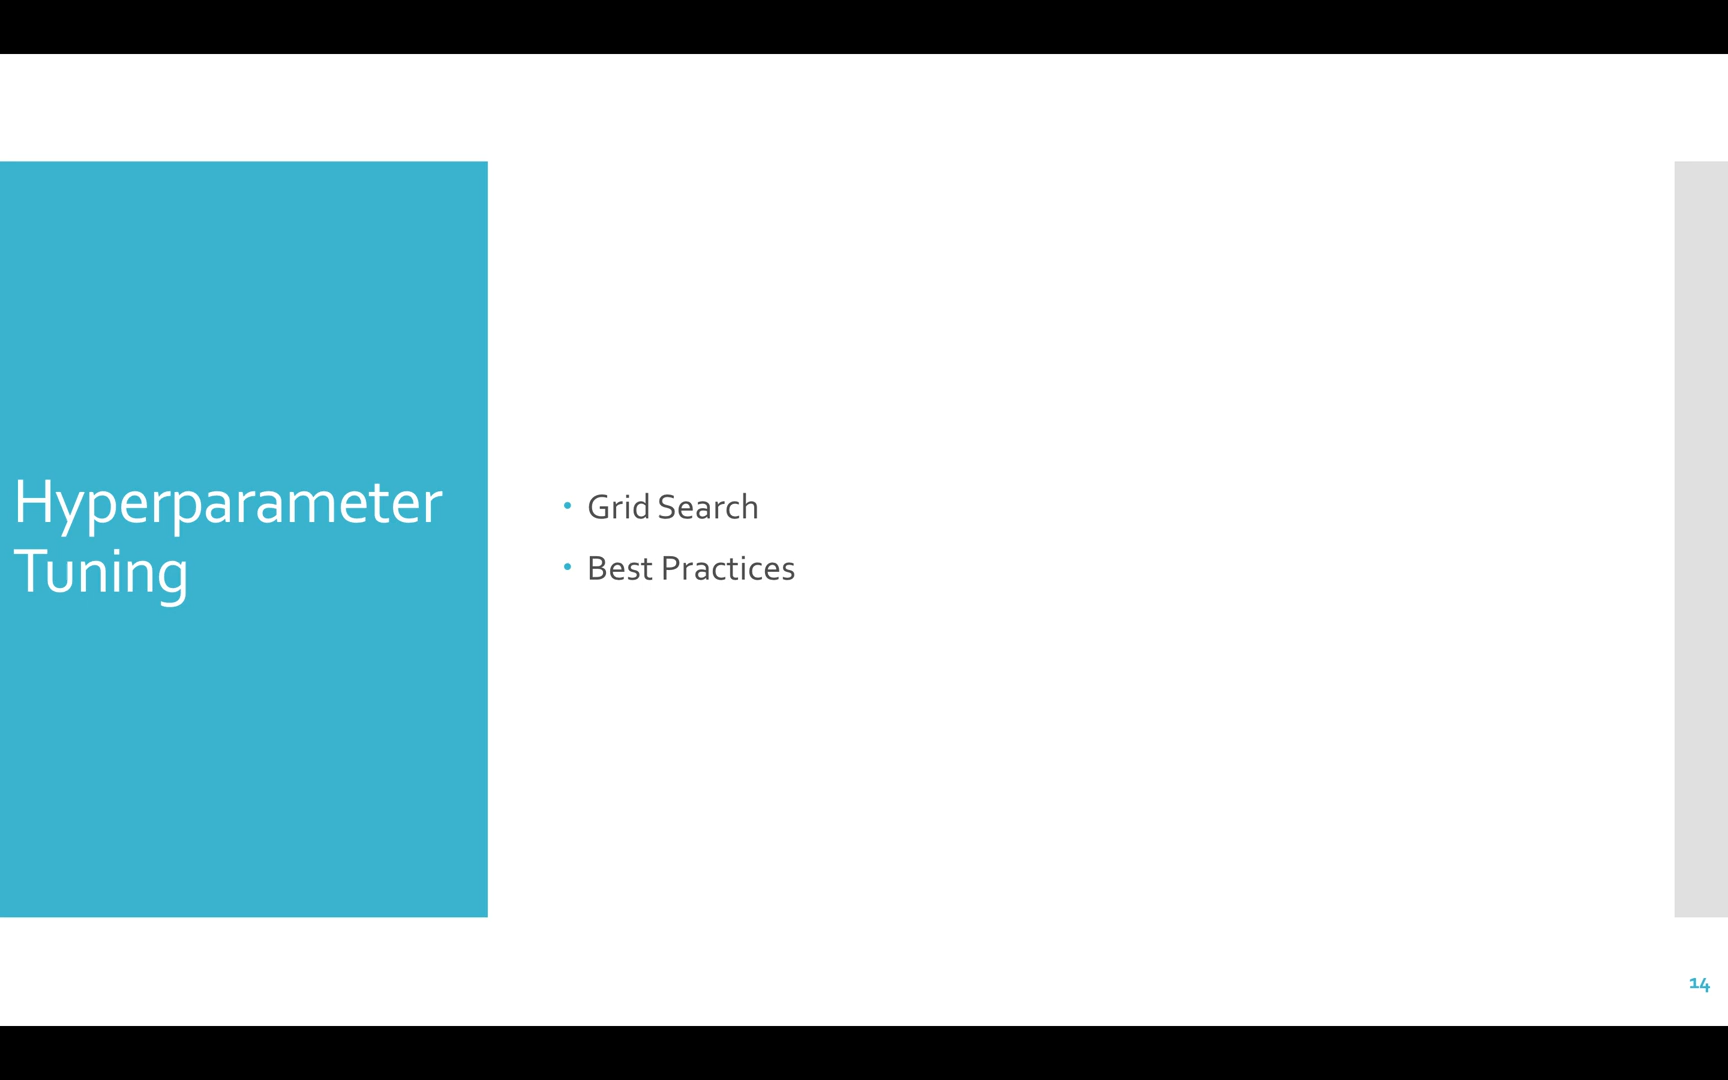 Hyperparameter
Tuning
• Grid Search
• Best Practices
14